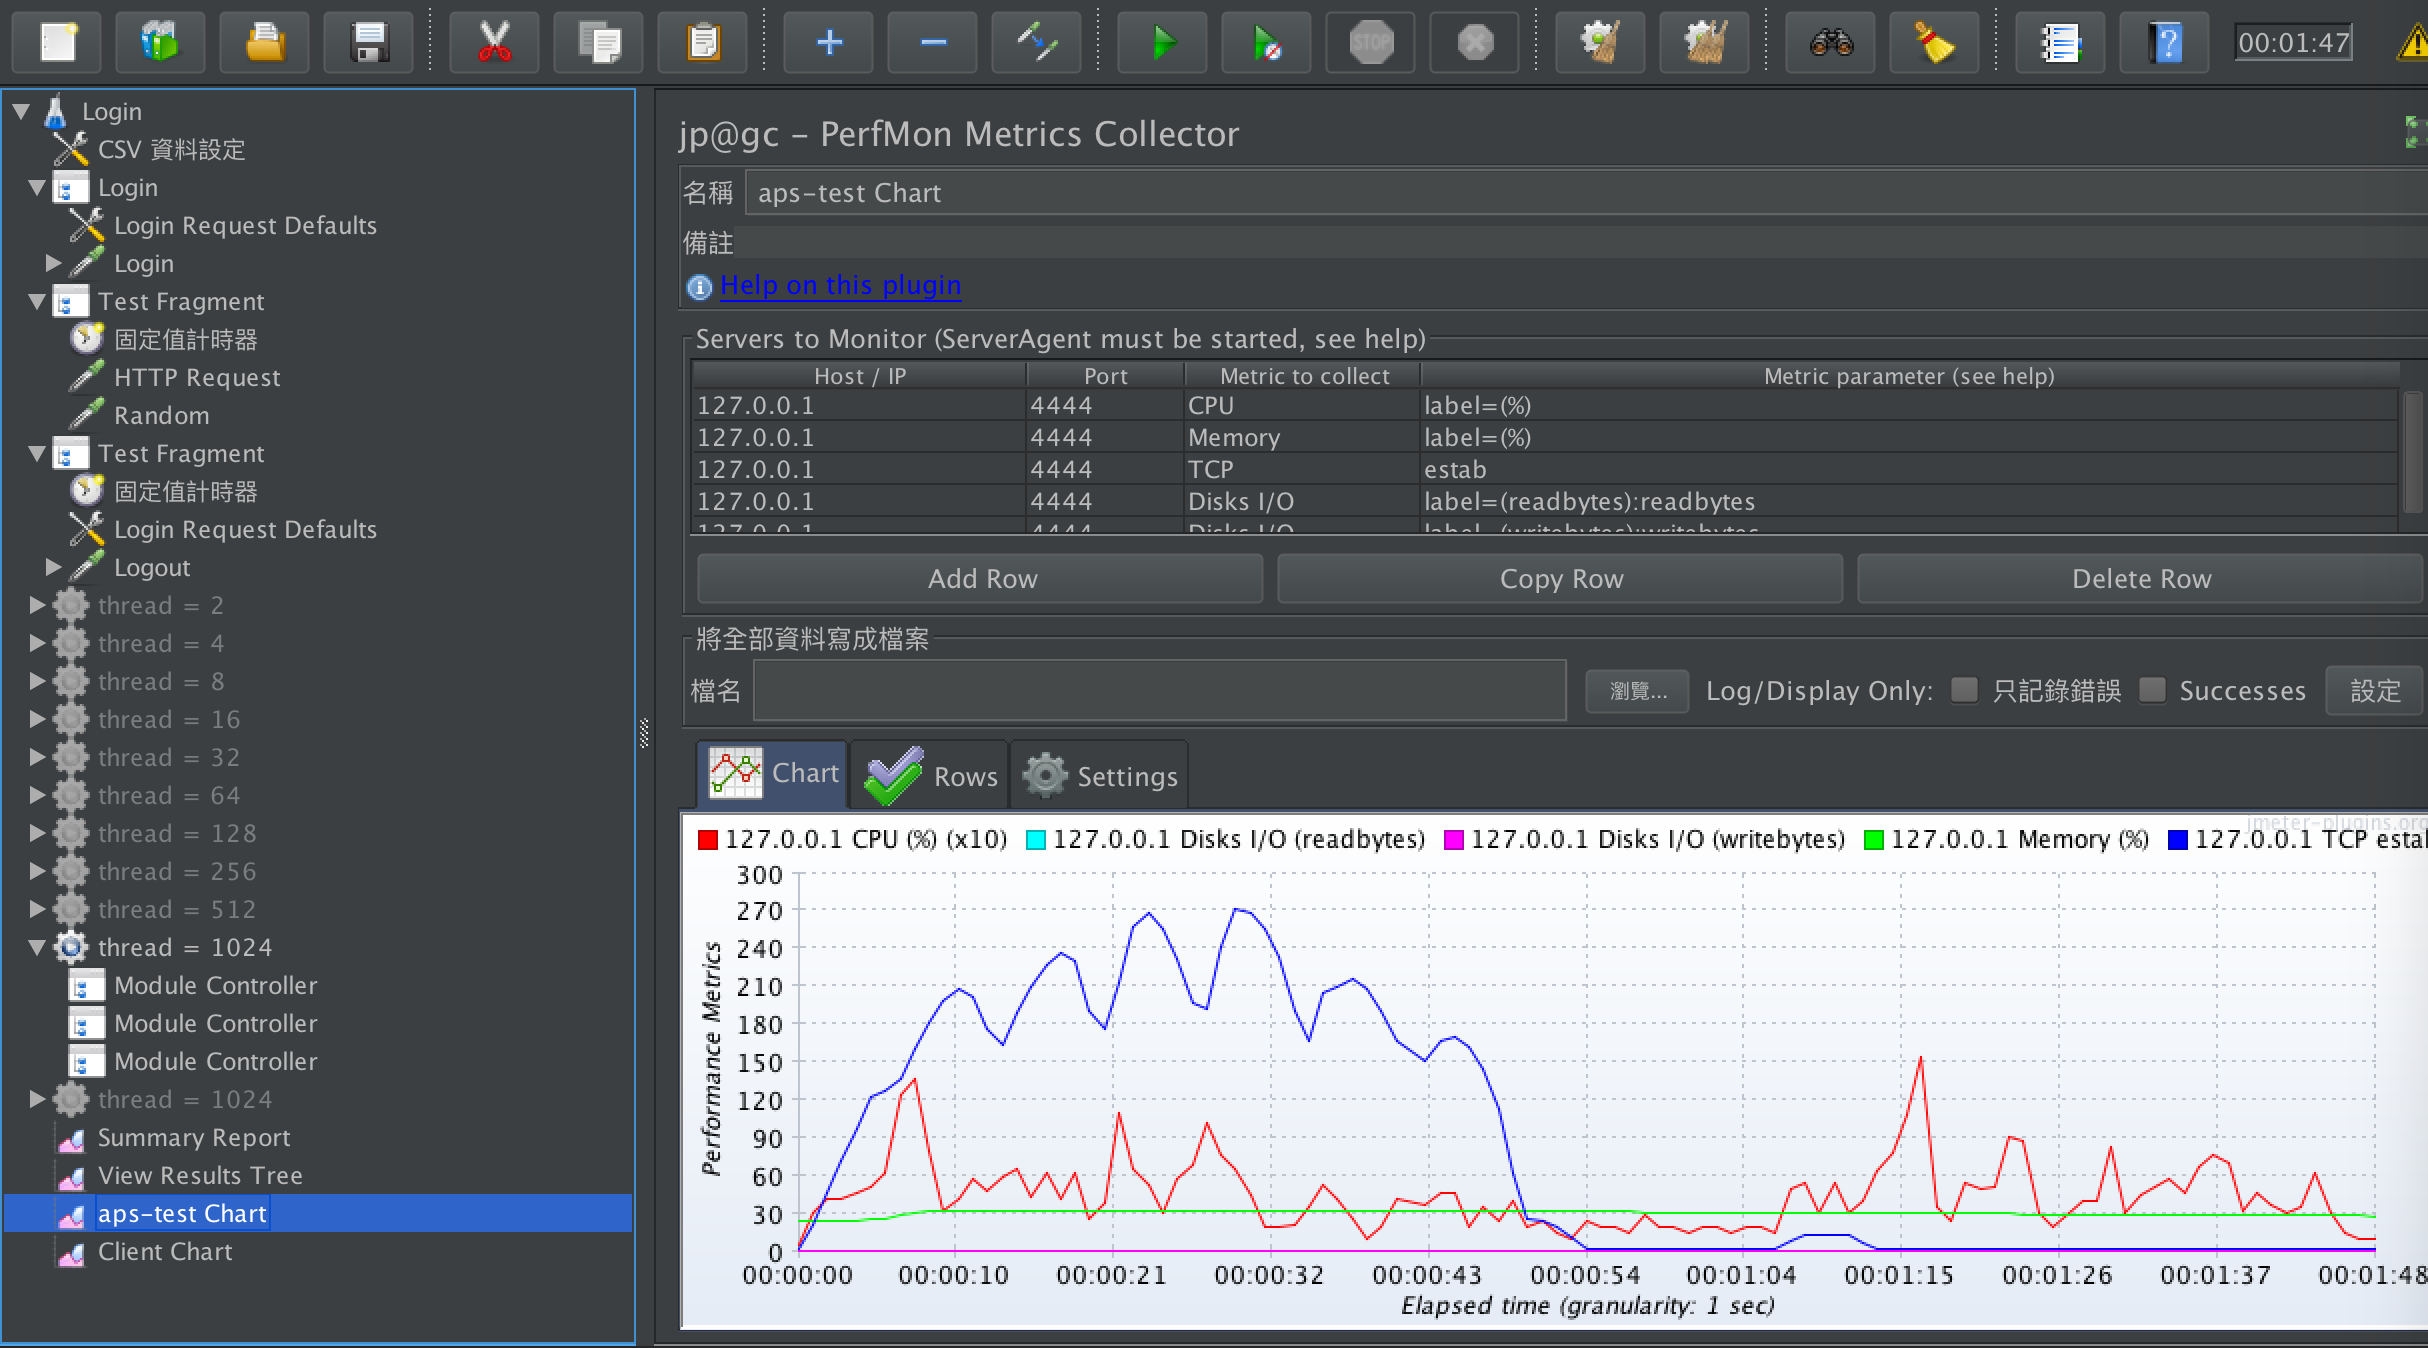 STOP
00:01:47
Login
CSV 資料設定
Login
Login Request Defaults
Login
Test Fragment
固定值計時器
HTTP Request
Random
Test Fragment
固定值計時器
Login Request Defaults
Logout
thread = 2
thread = 4
thread = 8
thread = 16
thread = 32
thread = 64
thread = 128
thread = 256
thread = 512
thread = 1024
Module Controller
Module Controller
Module Controller
thread = 1024
Summary Report
View Results Tree
aps-test Chart
Client Chart
jp@gc - PerfMon Metrics Collector
名稱 aps-test Chart
備註
Help on this plugin
Servers to Monitor (ServerAgent must be started, see help)
Host / IP Port Metric to collect Metric parameter (see help)
127.0.0.1 4444 CPU label=(%)
127.0.0.1 4444 Memory label=(%)
127.0.0.1 4444 TCP estab
127.0.0.1 4444 Disks I/O label=(readbytes):readbytes
127.0.0.1 4444 Disks I/O label=(writebytes):writebytes
Add Row Copy Row Delete Row
將全部資料寫成檔案
檔名 瀏覽... Log/Display Only: 只記錄錯誤 Successes 設定
Chart Rows Settings
jmeter-plugins.org
127.0.0.1 CPU (%) (x10) 127.0.0.1 Disks I/O (readbytes) 127.0.0.1 Disks I/O (writebytes) 127.0.0.1 Memory (%) 127.0.0.1 TCP estab
300
270
240
210
180
150
120
90
60
30
0
Performance Metrics
00:00:00 00:00:10 00:00:21 00:00:32 00:00:43 00:00:54 00:01:04 00:01:15 00:01:26 00:01:37 00:01:48
Elapsed time (granularity: 1 sec)